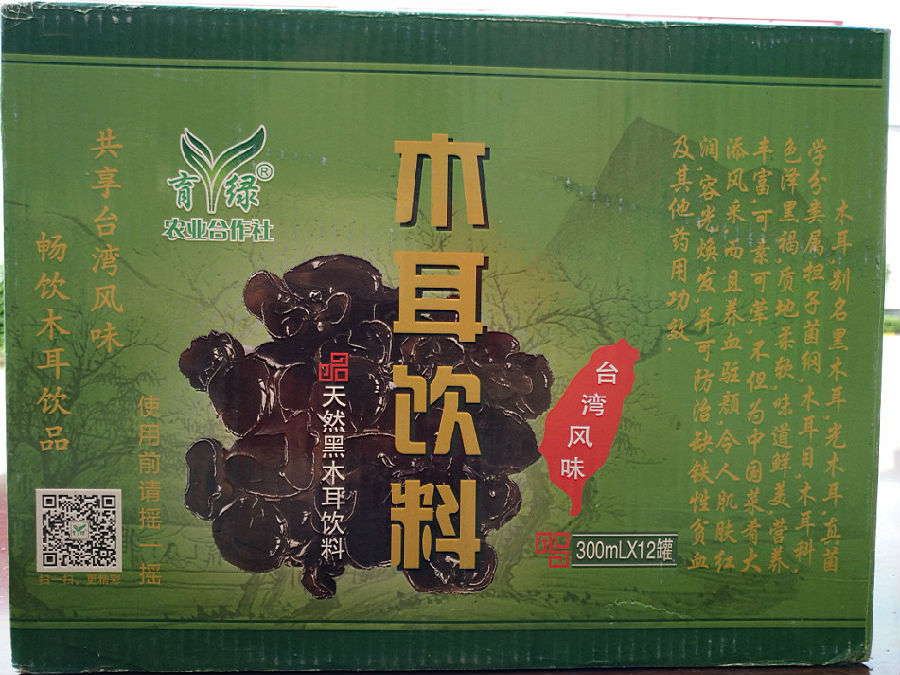 共享台湾风味
畅饮木耳饮品
育绿®
农业合作社
木耳饮料
天然黑木耳饮料
使用前请摇一摇
扫一扫,更精彩
台湾风味
300mLX12罐
木耳,别名黑木耳,光木耳真菌
学分类属担子菌纲,木耳目,木耳科,
色泽黑褐,质地柔软,味道鲜美,营养
丰富,可素可荤,不但为中国菜肴大
添风采,而且养血驻颜,令人肌肤红
润,容光焕发,并可防治缺铁性贫血
及其他药用功效.